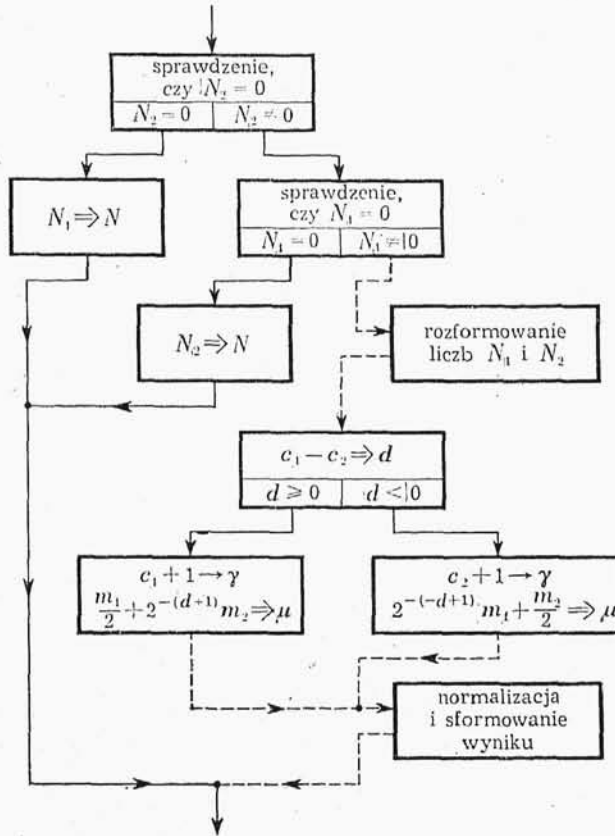 sprawdzenie,
czy N₂ = 0
N₂ = 0 N₂ ≠ 0
N₁ ⇒ N
sprawdzenie,
czy N₁ = 0
N₁ = 0 N₁ ≠ 0
N₂ ⇒ N
rozformowanie
liczb N₁ i N₂
c₁ − c₂ ⇒ d
d ⩾ 0 d < 0
c₁ + 1 → γ
m₁/2 + 2^−(d+1) m₂ ⇒ μ
c₂ + 1 → γ
2^−(−d+1) m₁ + m₂/2 ⇒ μ
normalizacja
i sformowanie
wyniku